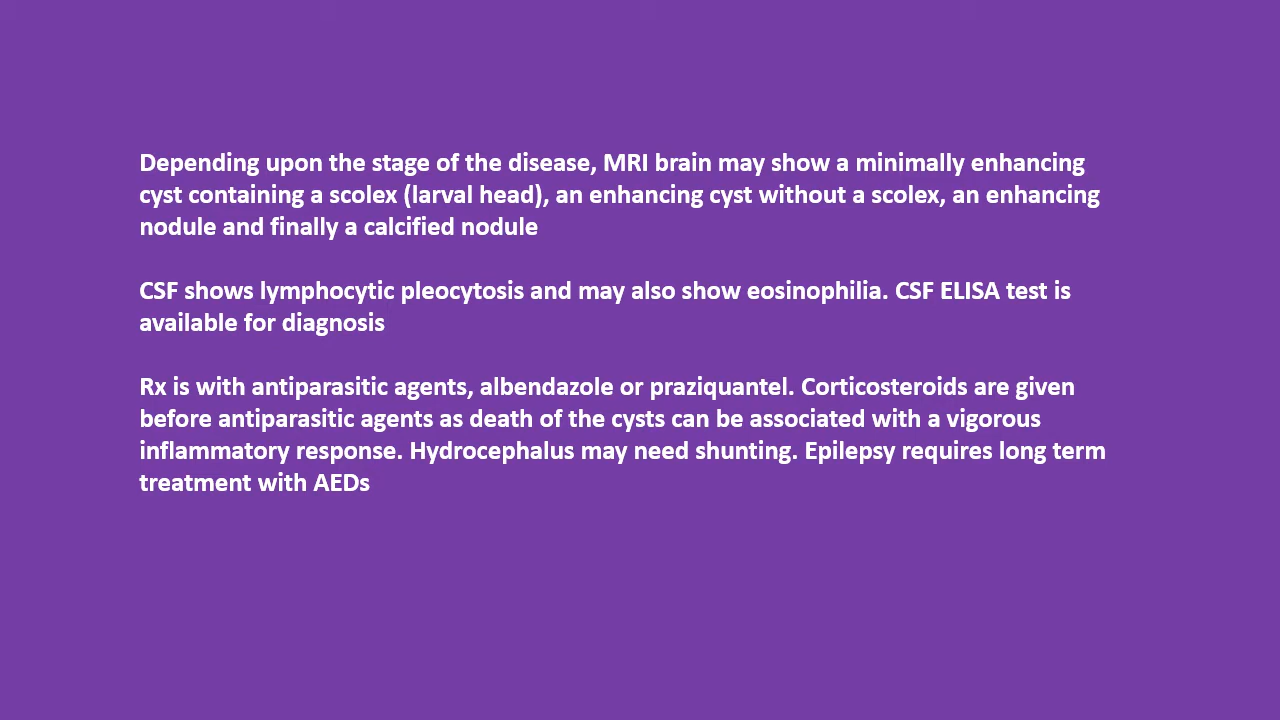 Depending upon the stage of the disease, MRI brain may show a minimally enhancing
cyst containing a scolex (larval head), an enhancing cyst without a scolex, an enhancing
nodule and finally a calcified nodule
CSF shows lymphocytic pleocytosis and may also show eosinophilia. CSF ELISA test is
available for diagnosis
Rx is with antiparasitic agents, albendazole or praziquantel. Corticosteroids are given
before antiparasitic agents as death of the cysts can be associated with a vigorous
inflammatory response. Hydrocephalus may need shunting. Epilepsy requires long term
treatment with AEDs